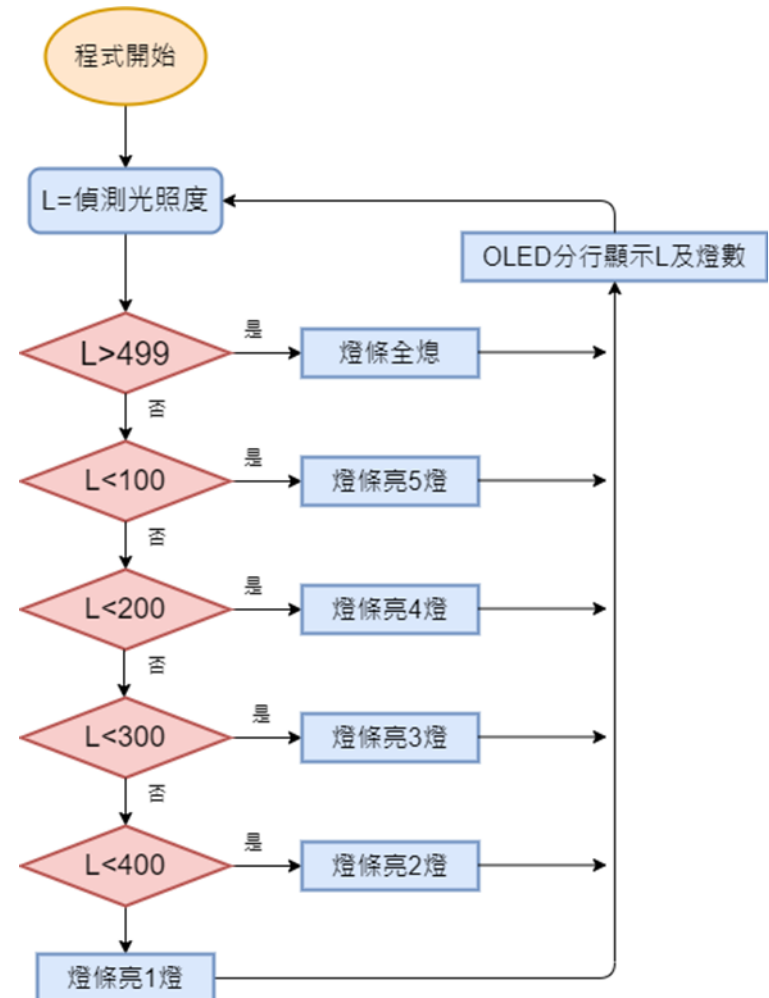 程式開始
L=偵測光照度
OLED分行顯示L及燈數
L>499
是
燈條全熄
否
L<100
是
燈條亮5燈
否
L<200
是
燈條亮4燈
否
L<300
是
燈條亮3燈
否
L<400
是
燈條亮2燈
燈條亮1燈